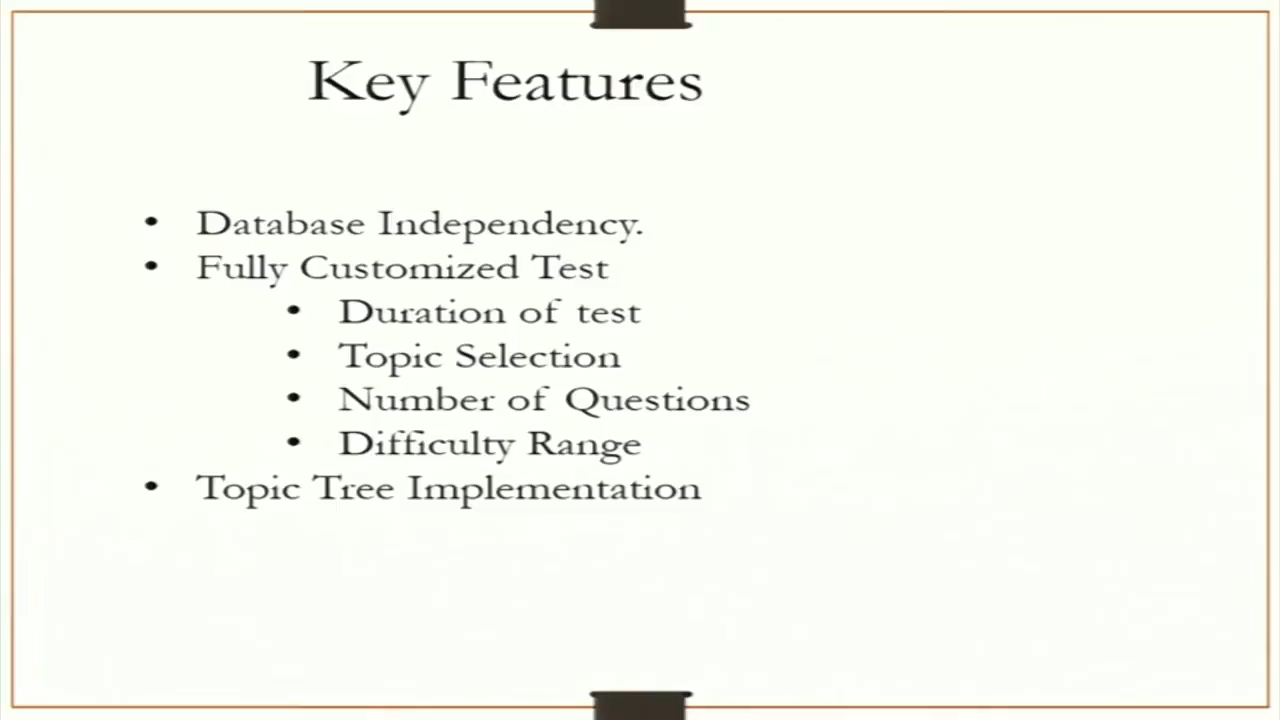 Key Features
• Database Independency.
• Fully Customized Test
• Duration of test
• Topic Selection
• Number of Questions
• Difficulty Range
• Topic Tree Implementation